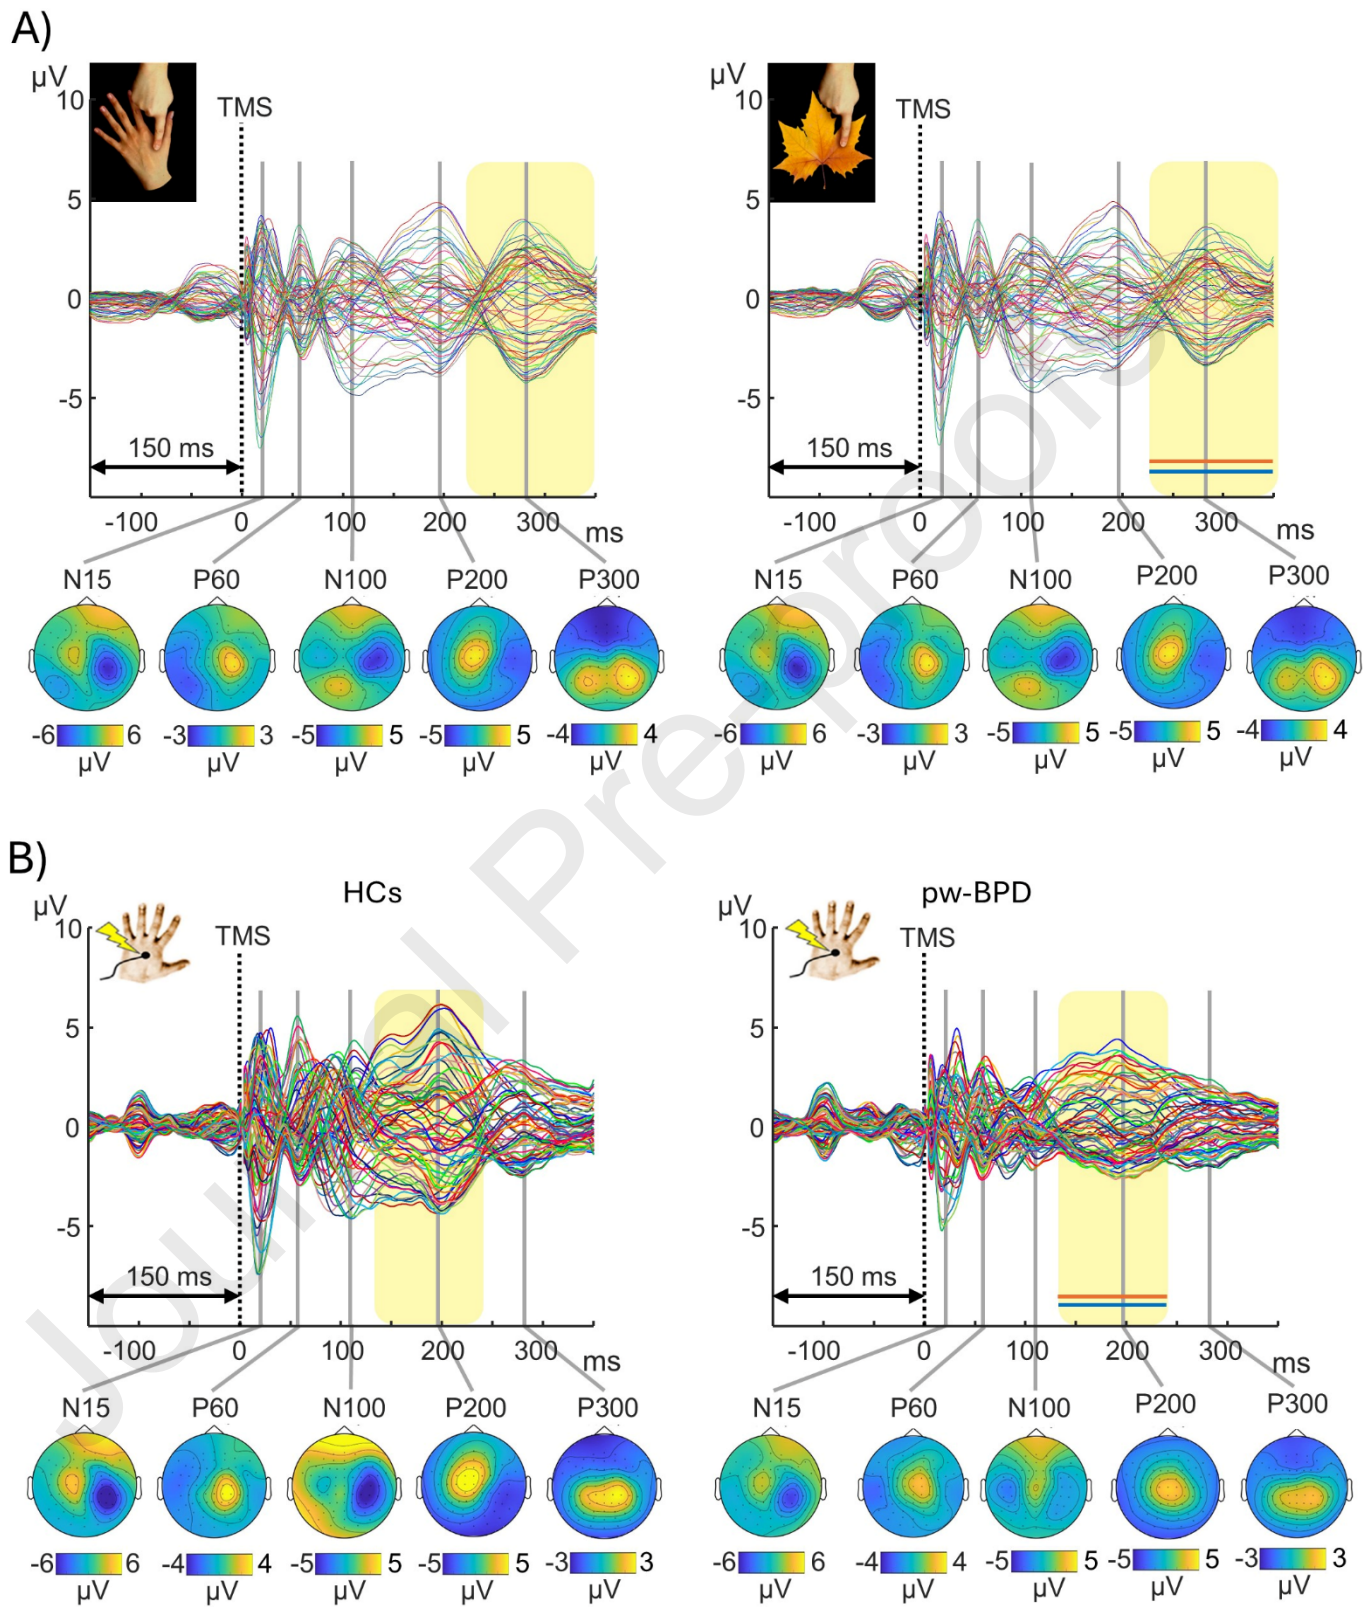 A)
µV
10
5
0
-5
TMS
150 ms
-100 0 100 200 300 ms
N15 P60 N100 P200 P300
-6 6 -3 3 -5 5 -5 5 -4 4
µV µV µV µV µV
µV
10
5
0
-5
TMS
150 ms
-100 0 100 200 300 ms
N15 P60 N100 P200 P300
-6 6 -3 3 -5 5 -5 5 -4 4
µV µV µV µV µV
B)
HCs
µV
10
5
0
-5
TMS
150 ms
-100 0 100 200 300 ms
N15 P60 N100 P200 P300
-6 6 -4 4 -5 5 -5 5 -3 3
µV µV µV µV µV
pw-BPD
µV
10
5
0
-5
TMS
150 ms
-100 0 100 200 300 ms
N15 P60 N100 P200 P300
-6 6 -4 4 -5 5 -5 5 -3 3
µV µV µV µV µV
Journal Pre-proofs